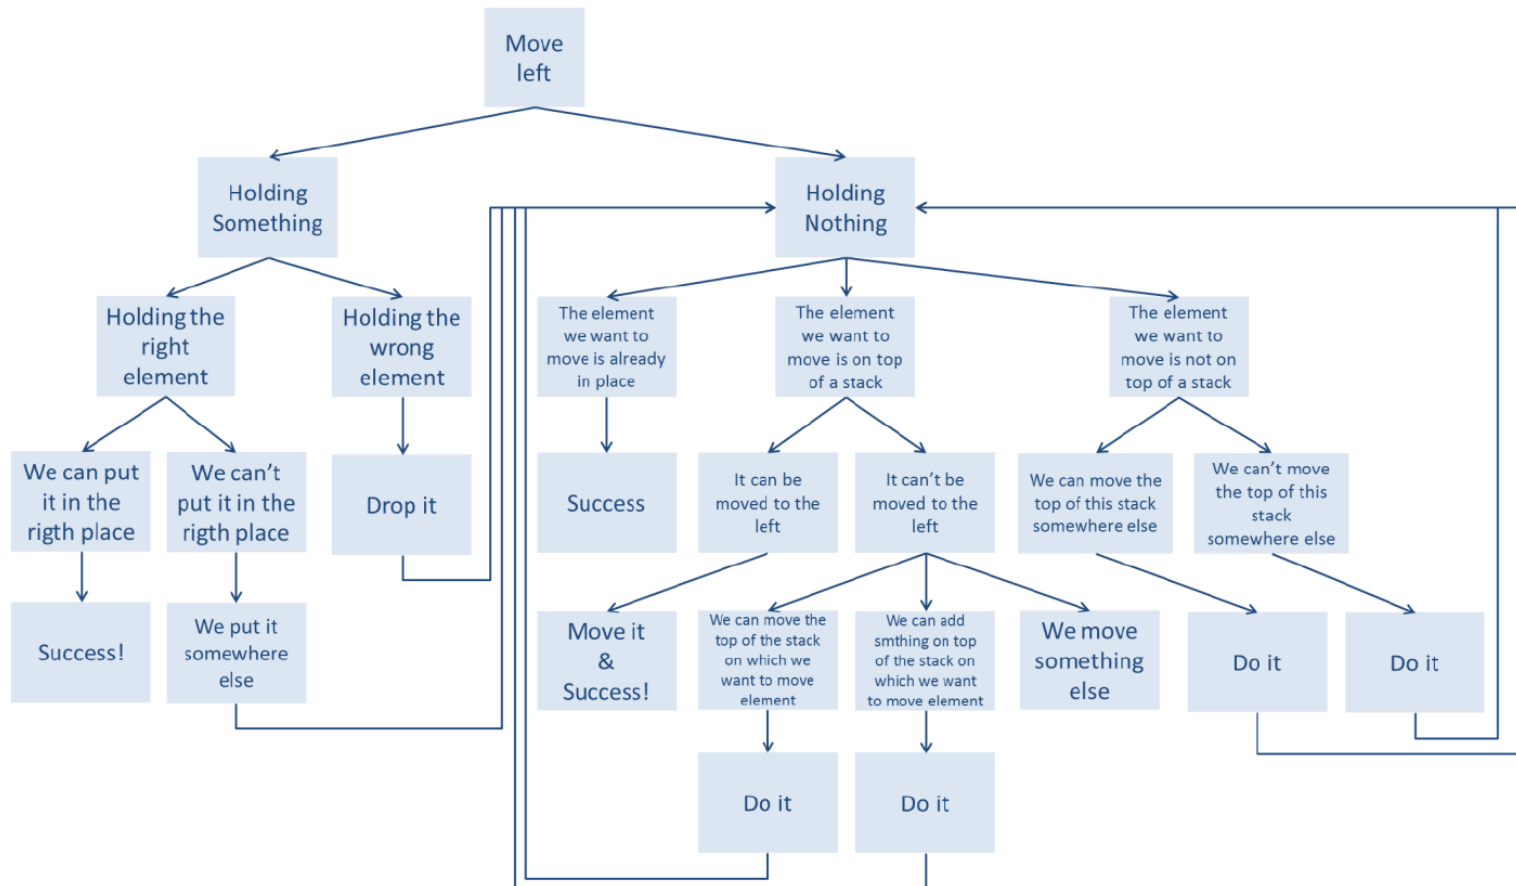 Move
left
Holding
Something
Holding
Nothing
Holding the
right
element
Holding the
wrong
element
The element
we want to
move is already
in place
The element
we want to
move is on top
of a stack
The element
we want to
move is not on
top of a stack
We can put
it in the
rigth place
We can't
put it in the
rigth place
Drop it
Success
It can be
moved to the
left
It can't be
moved to the
left
We can move the
top of this stack
somewhere else
We can't move
the top of this
stack
somewhere else
Success!
We put it
somewhere
else
Move it
&
Success!
We can move the
top of the stack
on which we
want to move
element
We can add
smthing on top
of the stack on
which we want
to move element
We move
something
else
Do it
Do it
Do it
Do it